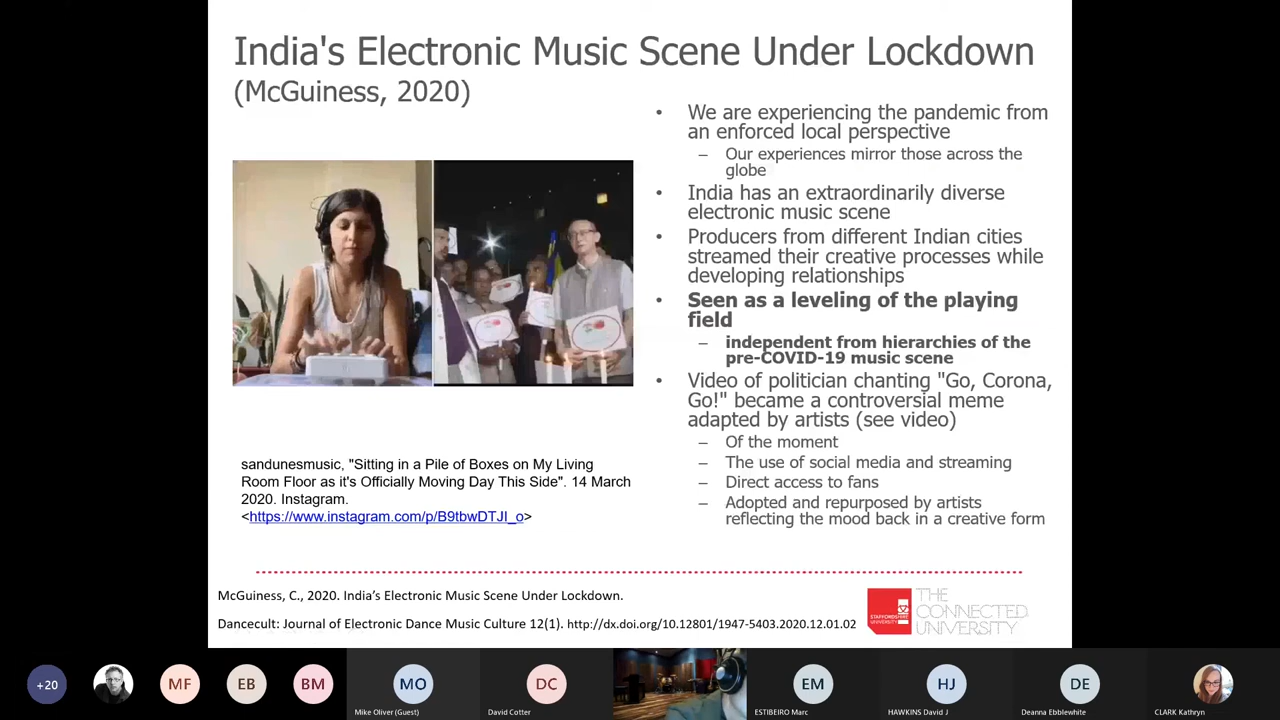 India's Electronic Music Scene Under Lockdown
(McGuiness, 2020)
• We are experiencing the pandemic from
an enforced local perspective
– Our experiences mirror those across the
globe
• India has an extraordinarily diverse
electronic music scene
• Producers from different Indian cities
streamed their creative processes while
developing relationships
• Seen as a leveling of the playing
field
– independent from hierarchies of the
pre-COVID-19 music scene
• Video of politician chanting "Go, Corona,
Go!" became a controversial meme
adapted by artists (see video)
– Of the moment
– The use of social media and streaming
– Direct access to fans
– Adopted and repurposed by artists
reflecting the mood back in a creative form
sandunesmusic, "Sitting in a Pile of Boxes on My Living
Room Floor as it's Officially Moving Day This Side". 14 March
2020. Instagram.
<https://www.instagram.com/p/B9tbwDTJI_o>
McGuiness, C., 2020. India's Electronic Music Scene Under Lockdown.
Dancecult: Journal of Electronic Dance Music Culture 12(1). http://dx.doi.org/10.12801/1947-5403.2020.12.01.02
STAFFORDSHIRE
UNIVERSITY
THE
CONNECTED
UNIVERSITY
+20
MF
EB
BM
MO
Mike Oliver (Guest)
DC
David Cotter
EM
ESTIBEIRO Marc
HJ
HAWKINS David J
DE
Deanna Ebblewhite
CLARK Kathryn